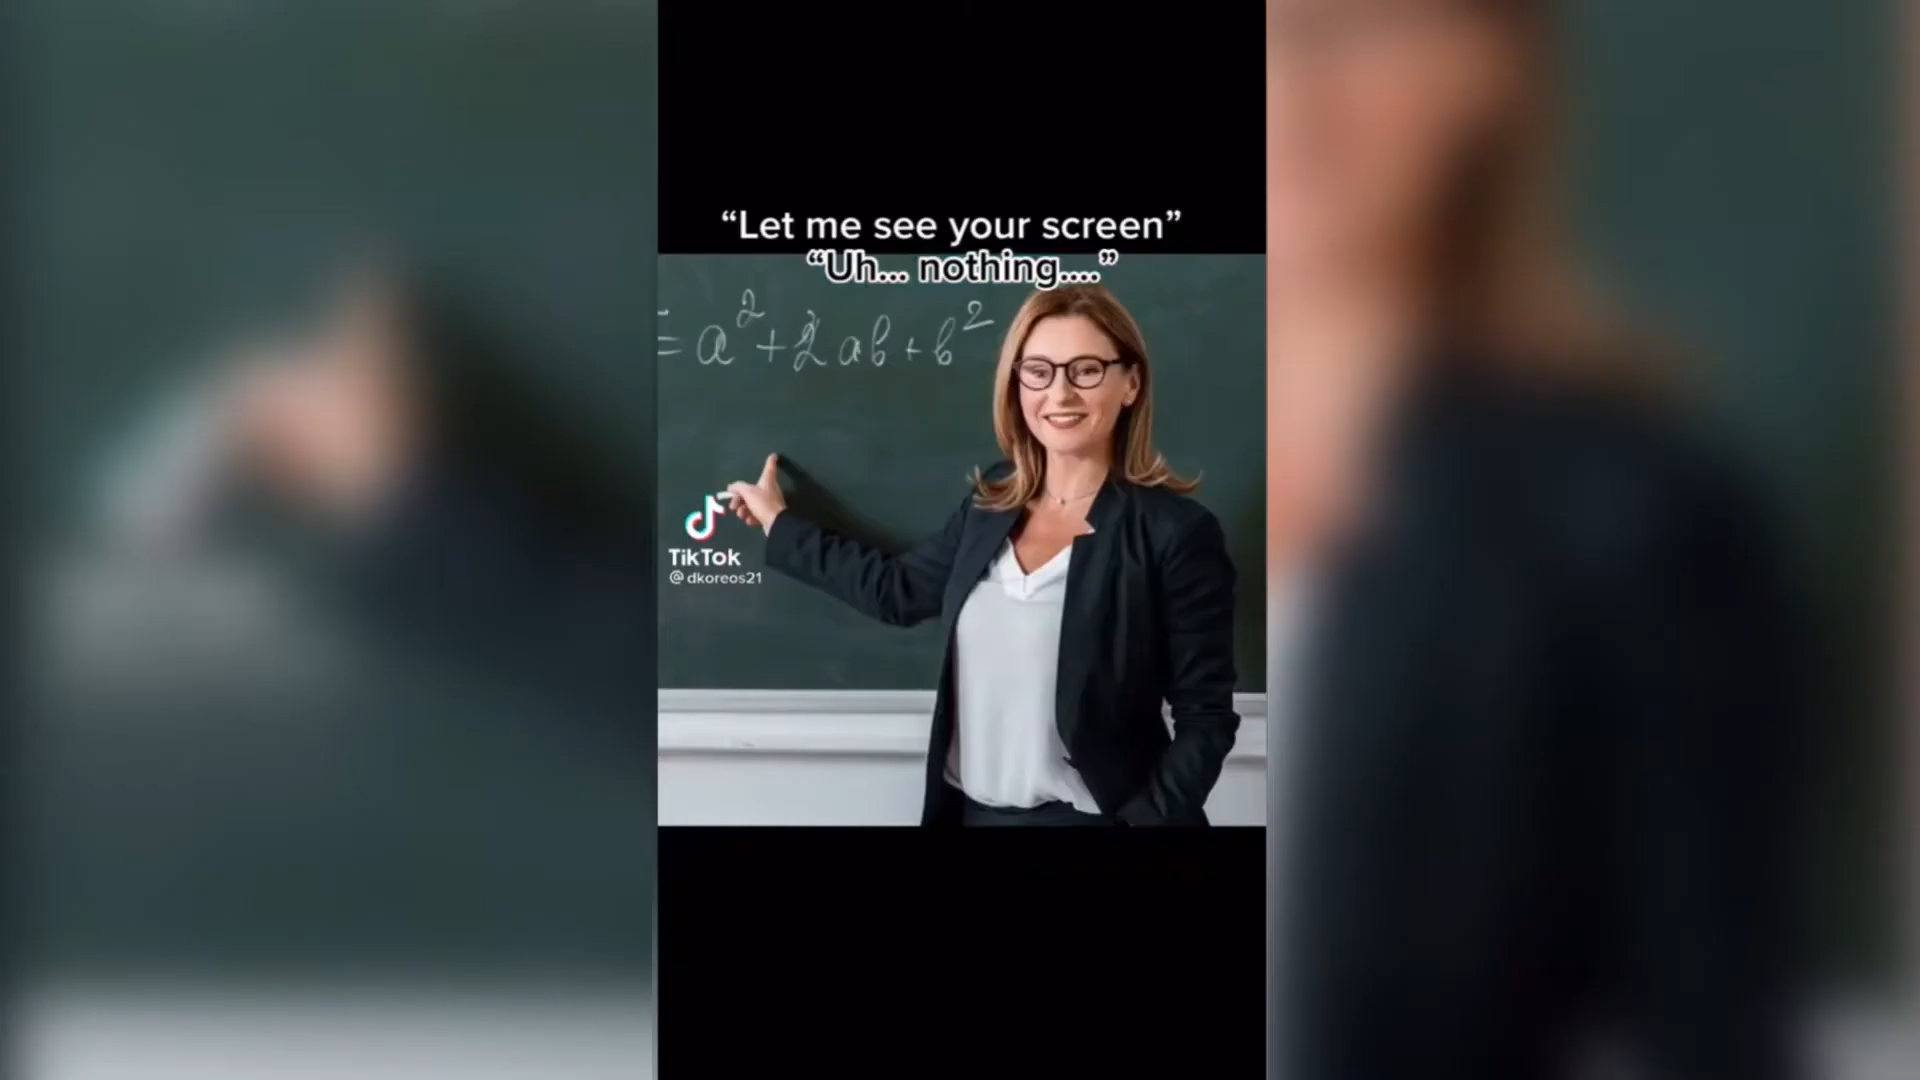 “Let me see your screen”
“Uh... nothing....”
= a² + 2ab + b²
TikTok
@dkoreos21